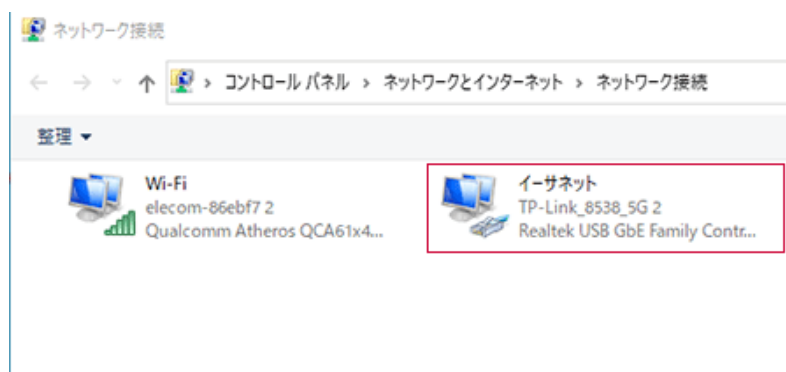 ネットワーク接続
コントロール パネル › ネットワークとインターネット › ネットワーク接続
整理
Wi-Fi
elecom-86ebf7 2
Qualcomm Atheros QCA61x4...
イーサネット
TP-Link_8538_5G 2
Realtek USB GbE Family Contr...